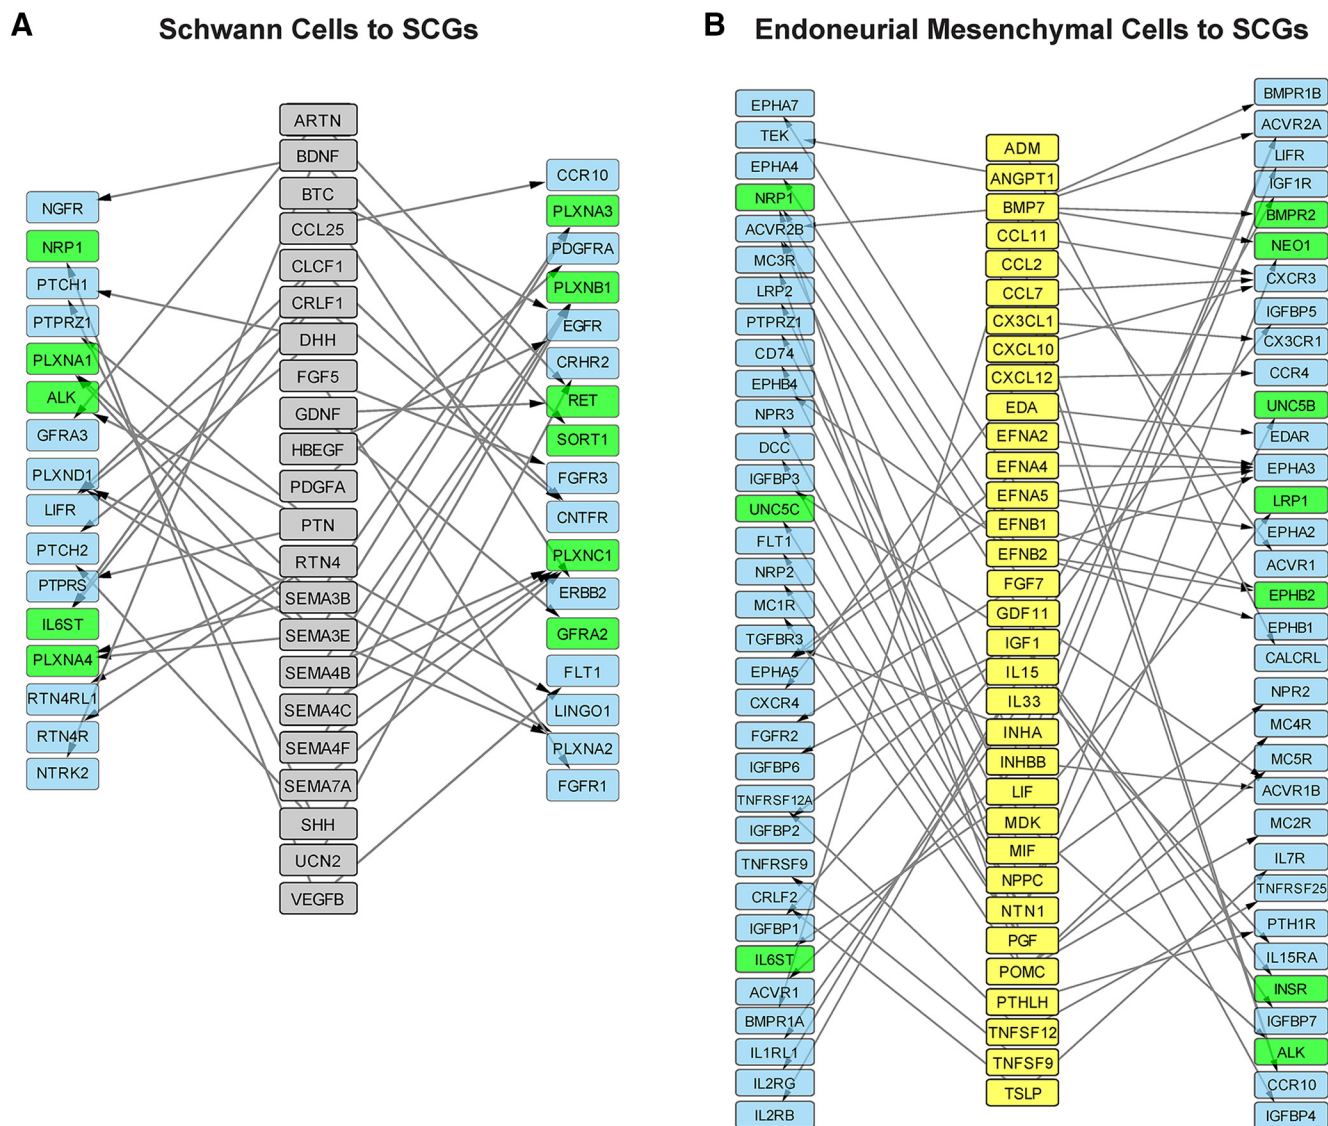 A
Schwann Cells to SCGs
NGFR
NRP1
PTCH1
PTPRZ1
PLXNA1
ALK
GFRA3
PLXND1
LIFR
PTCH2
PTPRS
IL6ST
PLXNA4
RTN4RL1
RTN4R
NTRK2
ARTN
BDNF
BTC
CCL25
CLCF1
CRLF1
DHH
FGF5
GDNF
HBEGF
PDGFA
PTN
RTN4
SEMA3B
SEMA3E
SEMA4B
SEMA4C
SEMA4F
SEMA7A
SHH
UCN2
VEGFB
CCR10
PLXNA3
PDGFRA
PLXNB1
EGFR
CRHR2
RET
SORT1
FGFR3
CNTFR
PLXNC1
ERBB2
GFRA2
FLT1
LINGO1
PLXNA2
FGFR1
B
Endoneurial Mesenchymal Cells to SCGs
EPHA7
TEK
EPHA4
NRP1
ACVR2B
MC3R
LRP2
PTPRZ1
CD74
EPHB4
NPR3
DCC
IGFBP3
UNC5C
FLT1
NRP2
MC1R
TGFBR3
EPHA5
CXCR4
FGFR2
IGFBP6
TNFRSF12A
IGFBP2
TNFRSF9
CRLF2
IGFBP1
IL6ST
ACVR1
BMPR1A
IL1RL1
IL2RG
IL2RB
ADM
ANGPT1
BMP7
CCL11
CCL2
CCL7
CX3CL1
CXCL10
CXCL12
EDA
EFNA2
EFNA4
EFNA5
EFNB1
EFNB2
FGF7
GDF11
IGF1
IL15
IL33
INHA
INHBB
LIF
MDK
MIF
NPPC
NTN1
PGF
POMC
PTHLH
TNFSF12
TNFSF9
TSLP
BMPR1B
ACVR2A
LIFR
IGF1R
BMPR2
NEO1
CXCR3
IGFBP5
CX3CR1
CCR4
UNC5B
EDAR
EPHA3
LRP1
EPHA2
ACVR1
EPHB2
EPHB1
CALCRL
NPR2
MC4R
MC5R
ACVR1B
MC2R
IL7R
TNFRSF25
PTH1R
IL15RA
INSR
IGFBP7
ALK
CCR10
IGFBP4